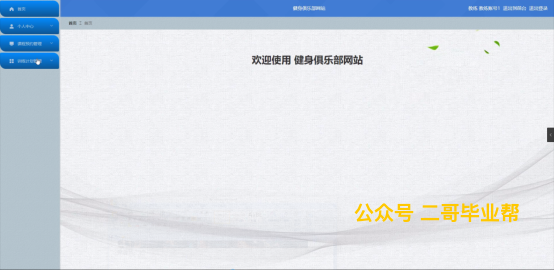 健身俱乐部网站
教练 教练账号1 退出到前台 退出登录
首页
首页 首页
个人中心
课程预约管理
欢迎使用 健身俱乐部网站
公众号 二哥毕业帮